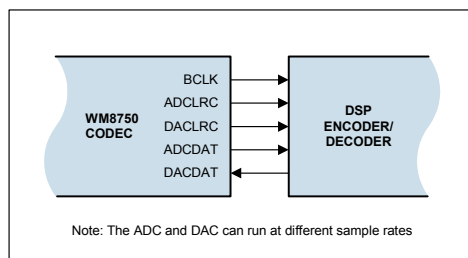 BCLK
ADCLRC
WM8750
CODEC
DACLRC
ADCDAT
DACDAT
DSP
ENCODER/
DECODER
Note: The ADC and DAC can run at different sample rates